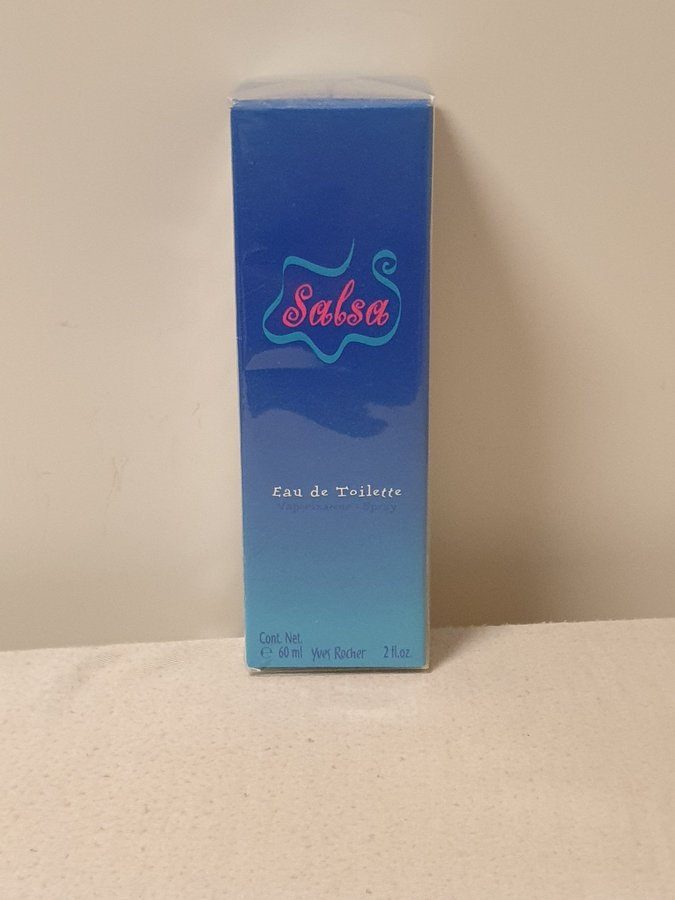 Salsa
Eau de Toilette
Vaporisateur - Spray
Cont. Net.
℮ 60 ml Yves Rocher 2 fl.oz.